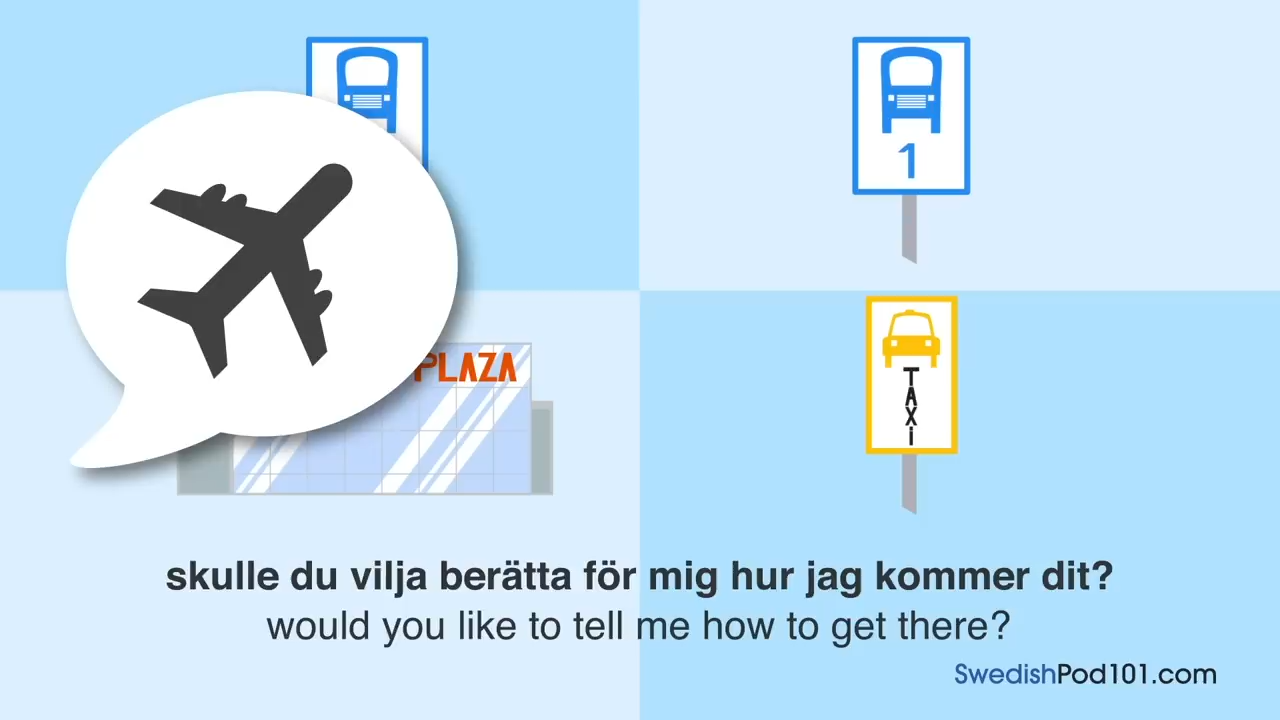 1
PLAZA
TAXi
skulle du vilja berätta för mig hur jag kommer dit?
would you like to tell me how to get there?
SwedishPod101.com